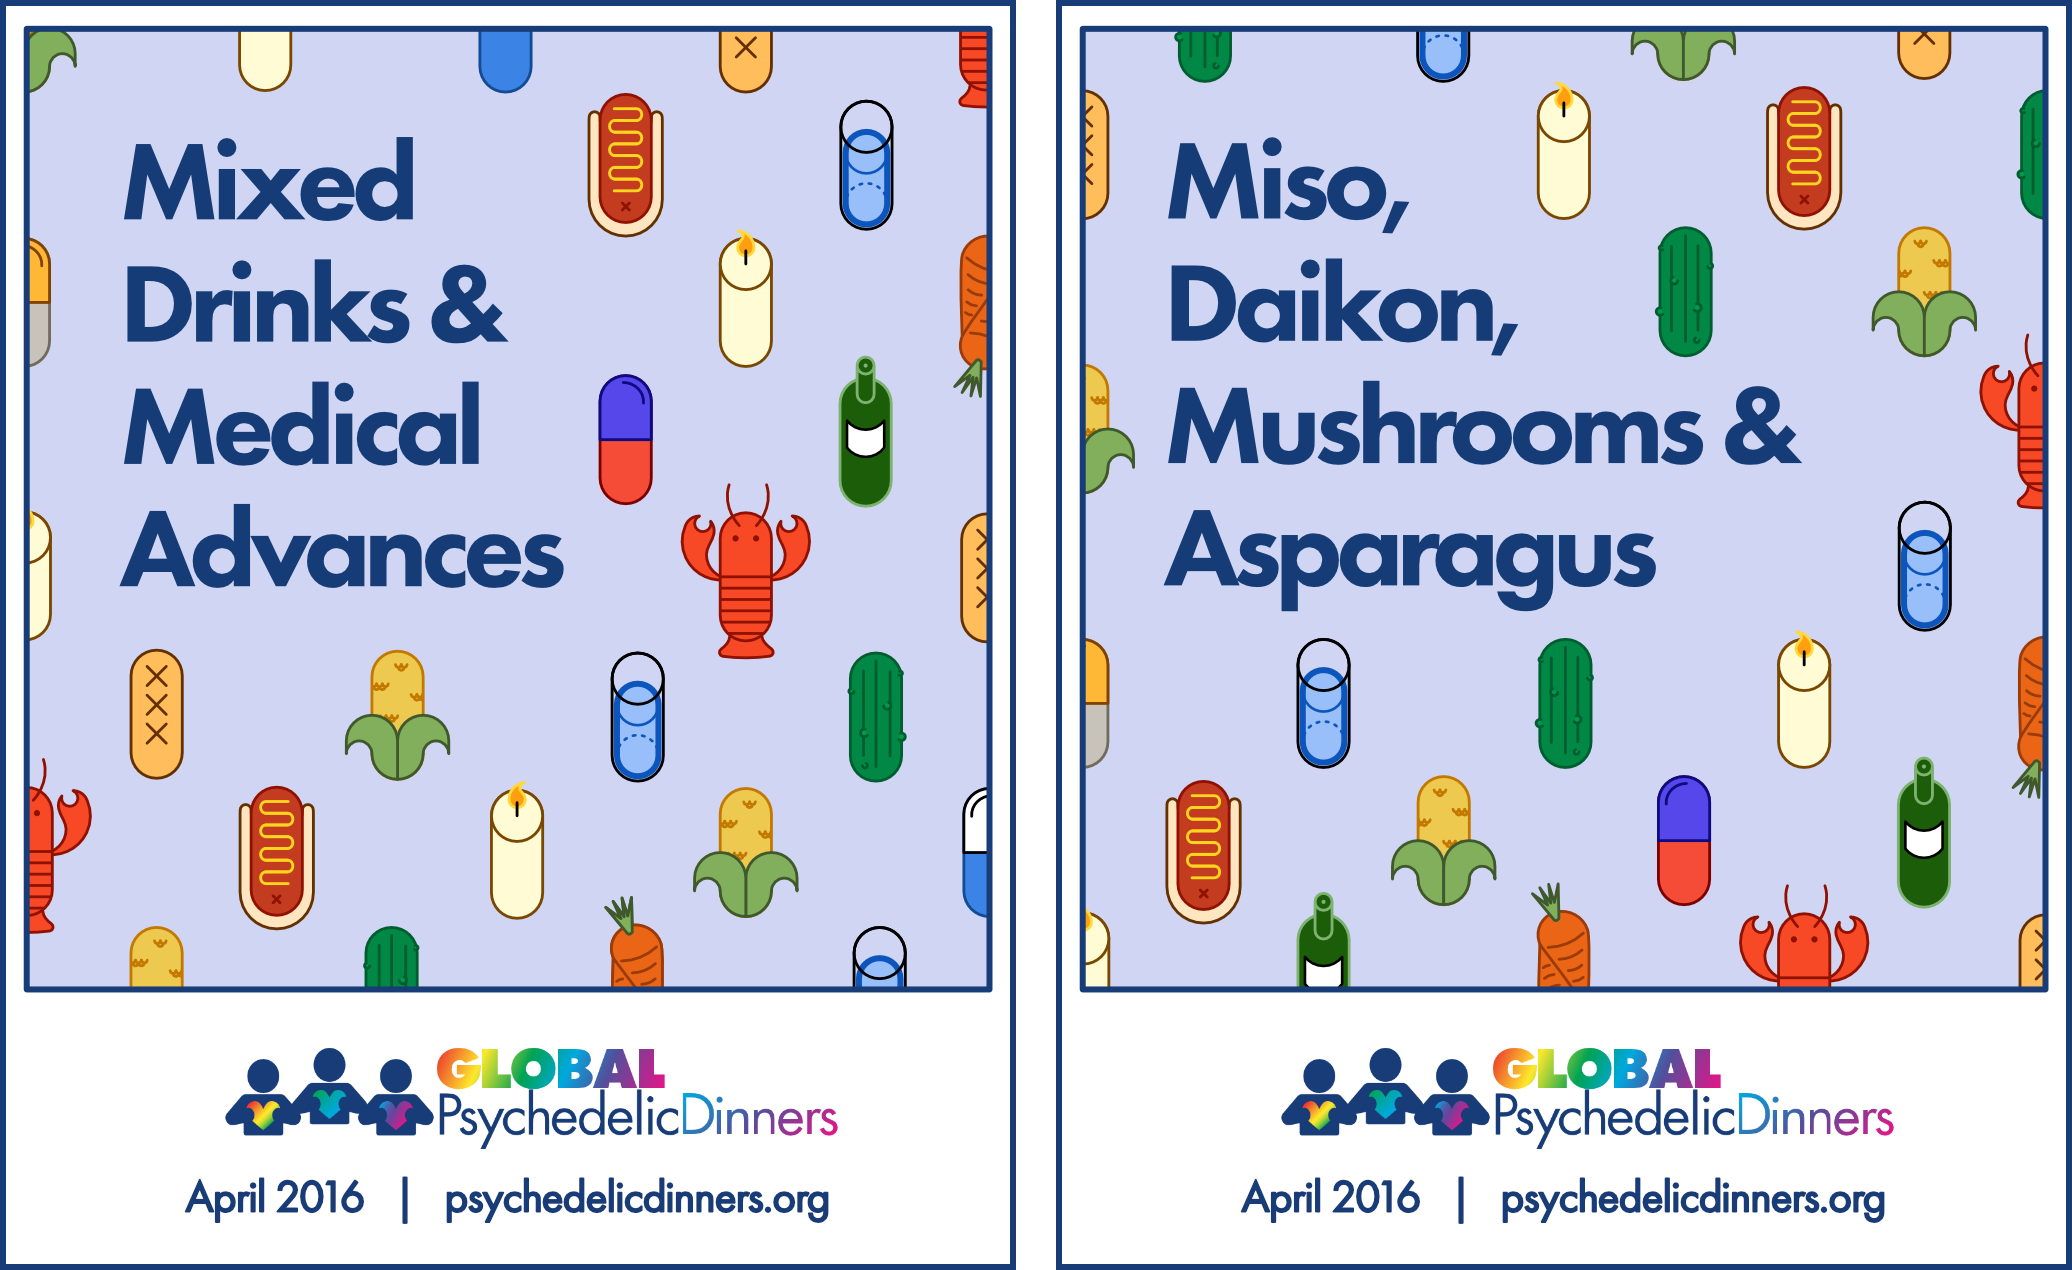 Mixed
Drinks &
Medical
Advances
GLOBAL
PsychedelicDinners
April 2016 | psychedelicdinners.org
Miso,
Daikon,
Mushrooms &
Asparagus
GLOBAL
PsychedelicDinners
April 2016 | psychedelicdinners.org